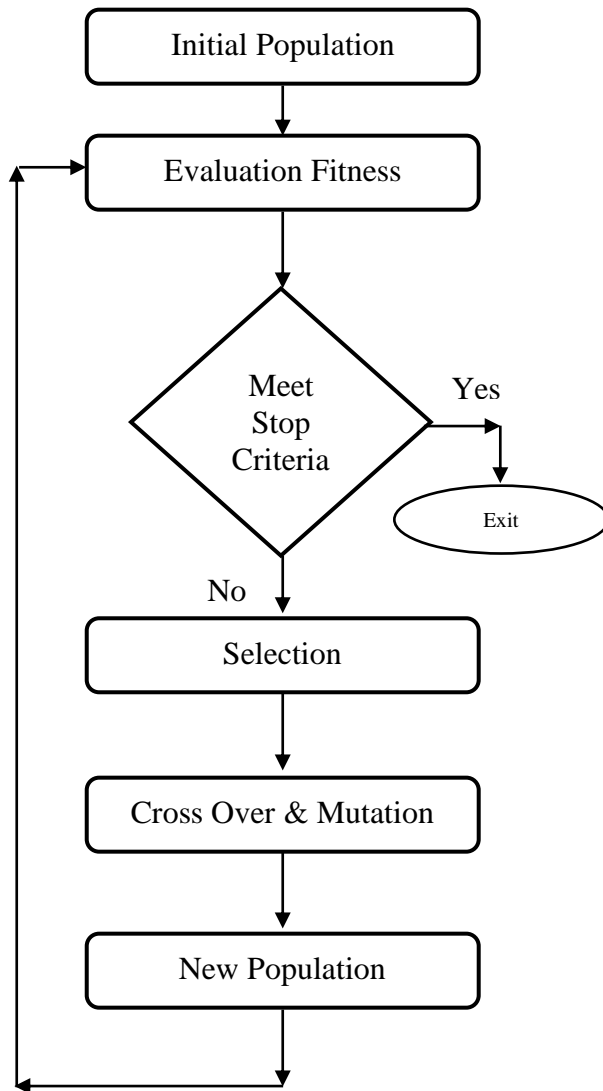 Initial Population
Evaluation Fitness
Meet
Stop
Criteria
Yes
Exit
No
Selection
Cross Over & Mutation
New Population